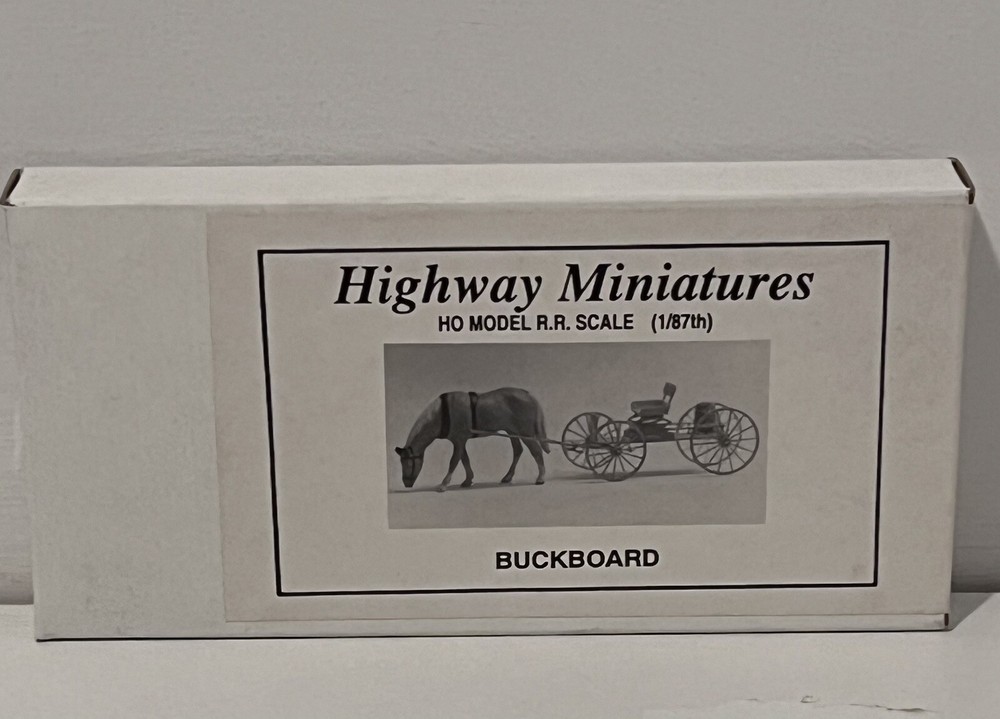 Highway Miniatures
HO MODEL R.R. SCALE (1/87th)
BUCKBOARD